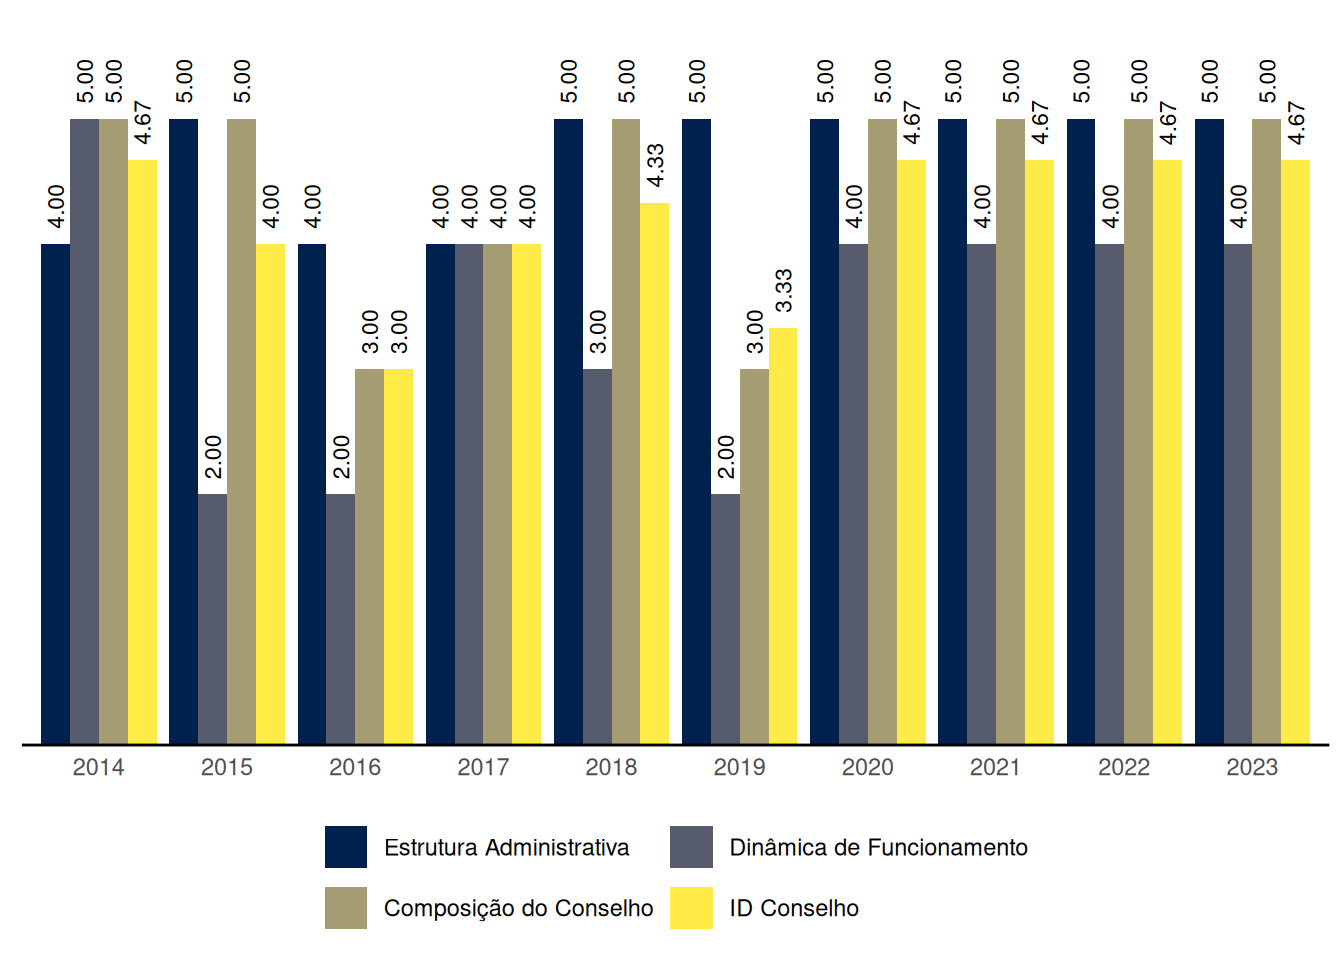 4.00 5.00 5.00 4.67 5.00 2.00 5.00 4.00 4.00 2.00 3.00 3.00 4.00 4.00 4.00 4.00 5.00 3.00 5.00 4.33 5.00 2.00 3.00 3.33 5.00 4.00 5.00 4.67 5.00 4.00 5.00 4.67 5.00 4.00 5.00 4.67 5.00 4.00 5.00 4.67
2014 2015 2016 2017 2018 2019 2020 2021 2022 2023
Estrutura Administrativa Dinâmica de Funcionamento
Composição do Conselho ID Conselho